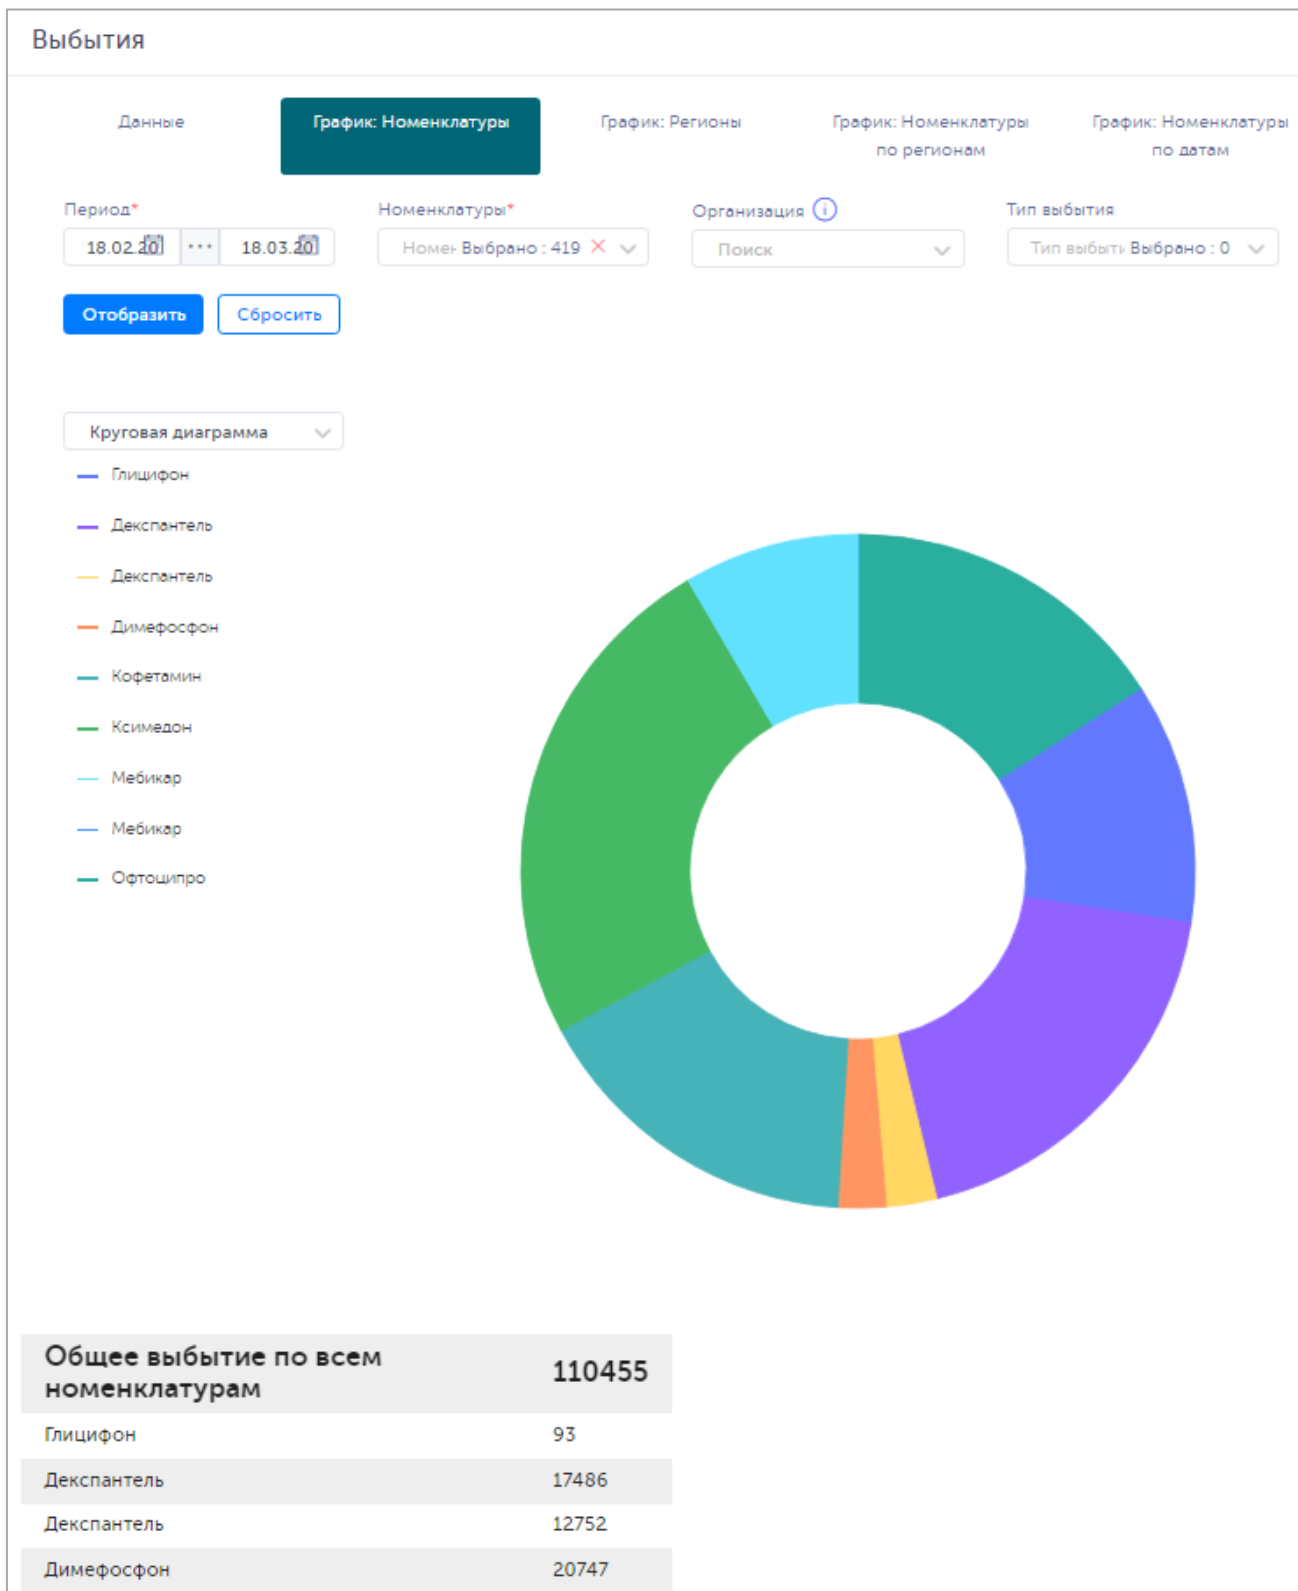 Выбытия
Данные
График: Номенклатуры
График: Регионы
График: Номенклатуры
по регионам
График: Номенклатуры
по датам
Период*
Номенклатуры*
Организация
Тип выбытия
18.02.20
...
18.03.20
Номен Выбрано : 419
Поиск
Тип выбыти Выбрано : 0
Отобразить
Сбросить
Круговая диаграмма
Глицифон
Декспантель
Декспантель
Димефосфон
Кофетамин
Ксимедон
Мебикар
Мебикар
Офтоципро
Общее выбытие по всем
номенклатурам
110455
Глицифон 93
Декспантель 17486
Декспантель 12752
Димефосфон 20747